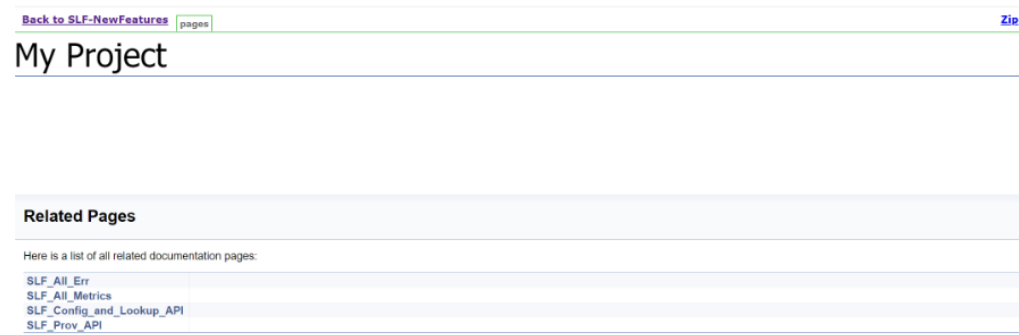 Back to SLF-NewFeatures pages Zip
My Project
Related Pages
Here is a list of all related documentation pages:
SLF_All_Err
SLF_All_Metrics
SLF_Config_and_Lookup_API
SLF_Prov_API